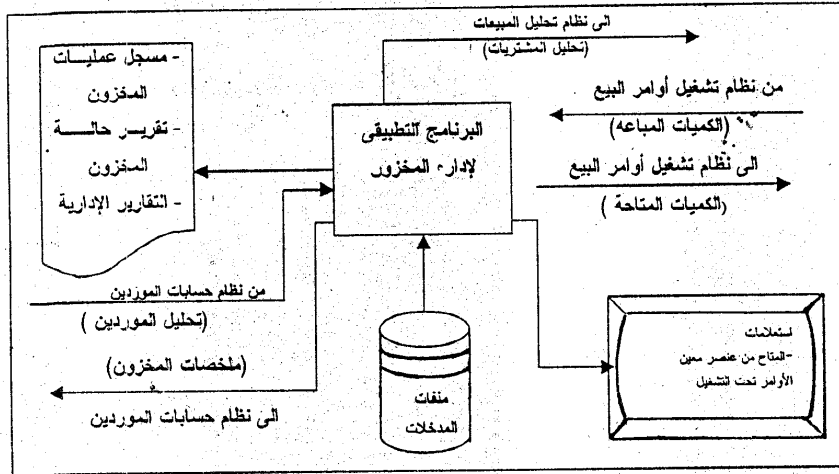 الى نظام تحليل المبيعات
(تحليل المشتريات)
- مسجل عمليات
المخزون
- تقرير حالة
المخزون
- التقارير الإدارية
البرنامج التطبيقى
لإدارة المخزون
من نظام تشغيل أوامر البيع
(الكميات المباعه)
الى نظام تشغيل أوامر البيع
(الكميات المتاحة )
من نظام حسابات الموردين
(تحليل الموردين )
(ملخصات المخزون)
الى نظام حسابات الموردين
ملفات
المدخلات
استعلامات
-المتاح من عنصر معين
الأوامر تحت التشغيل